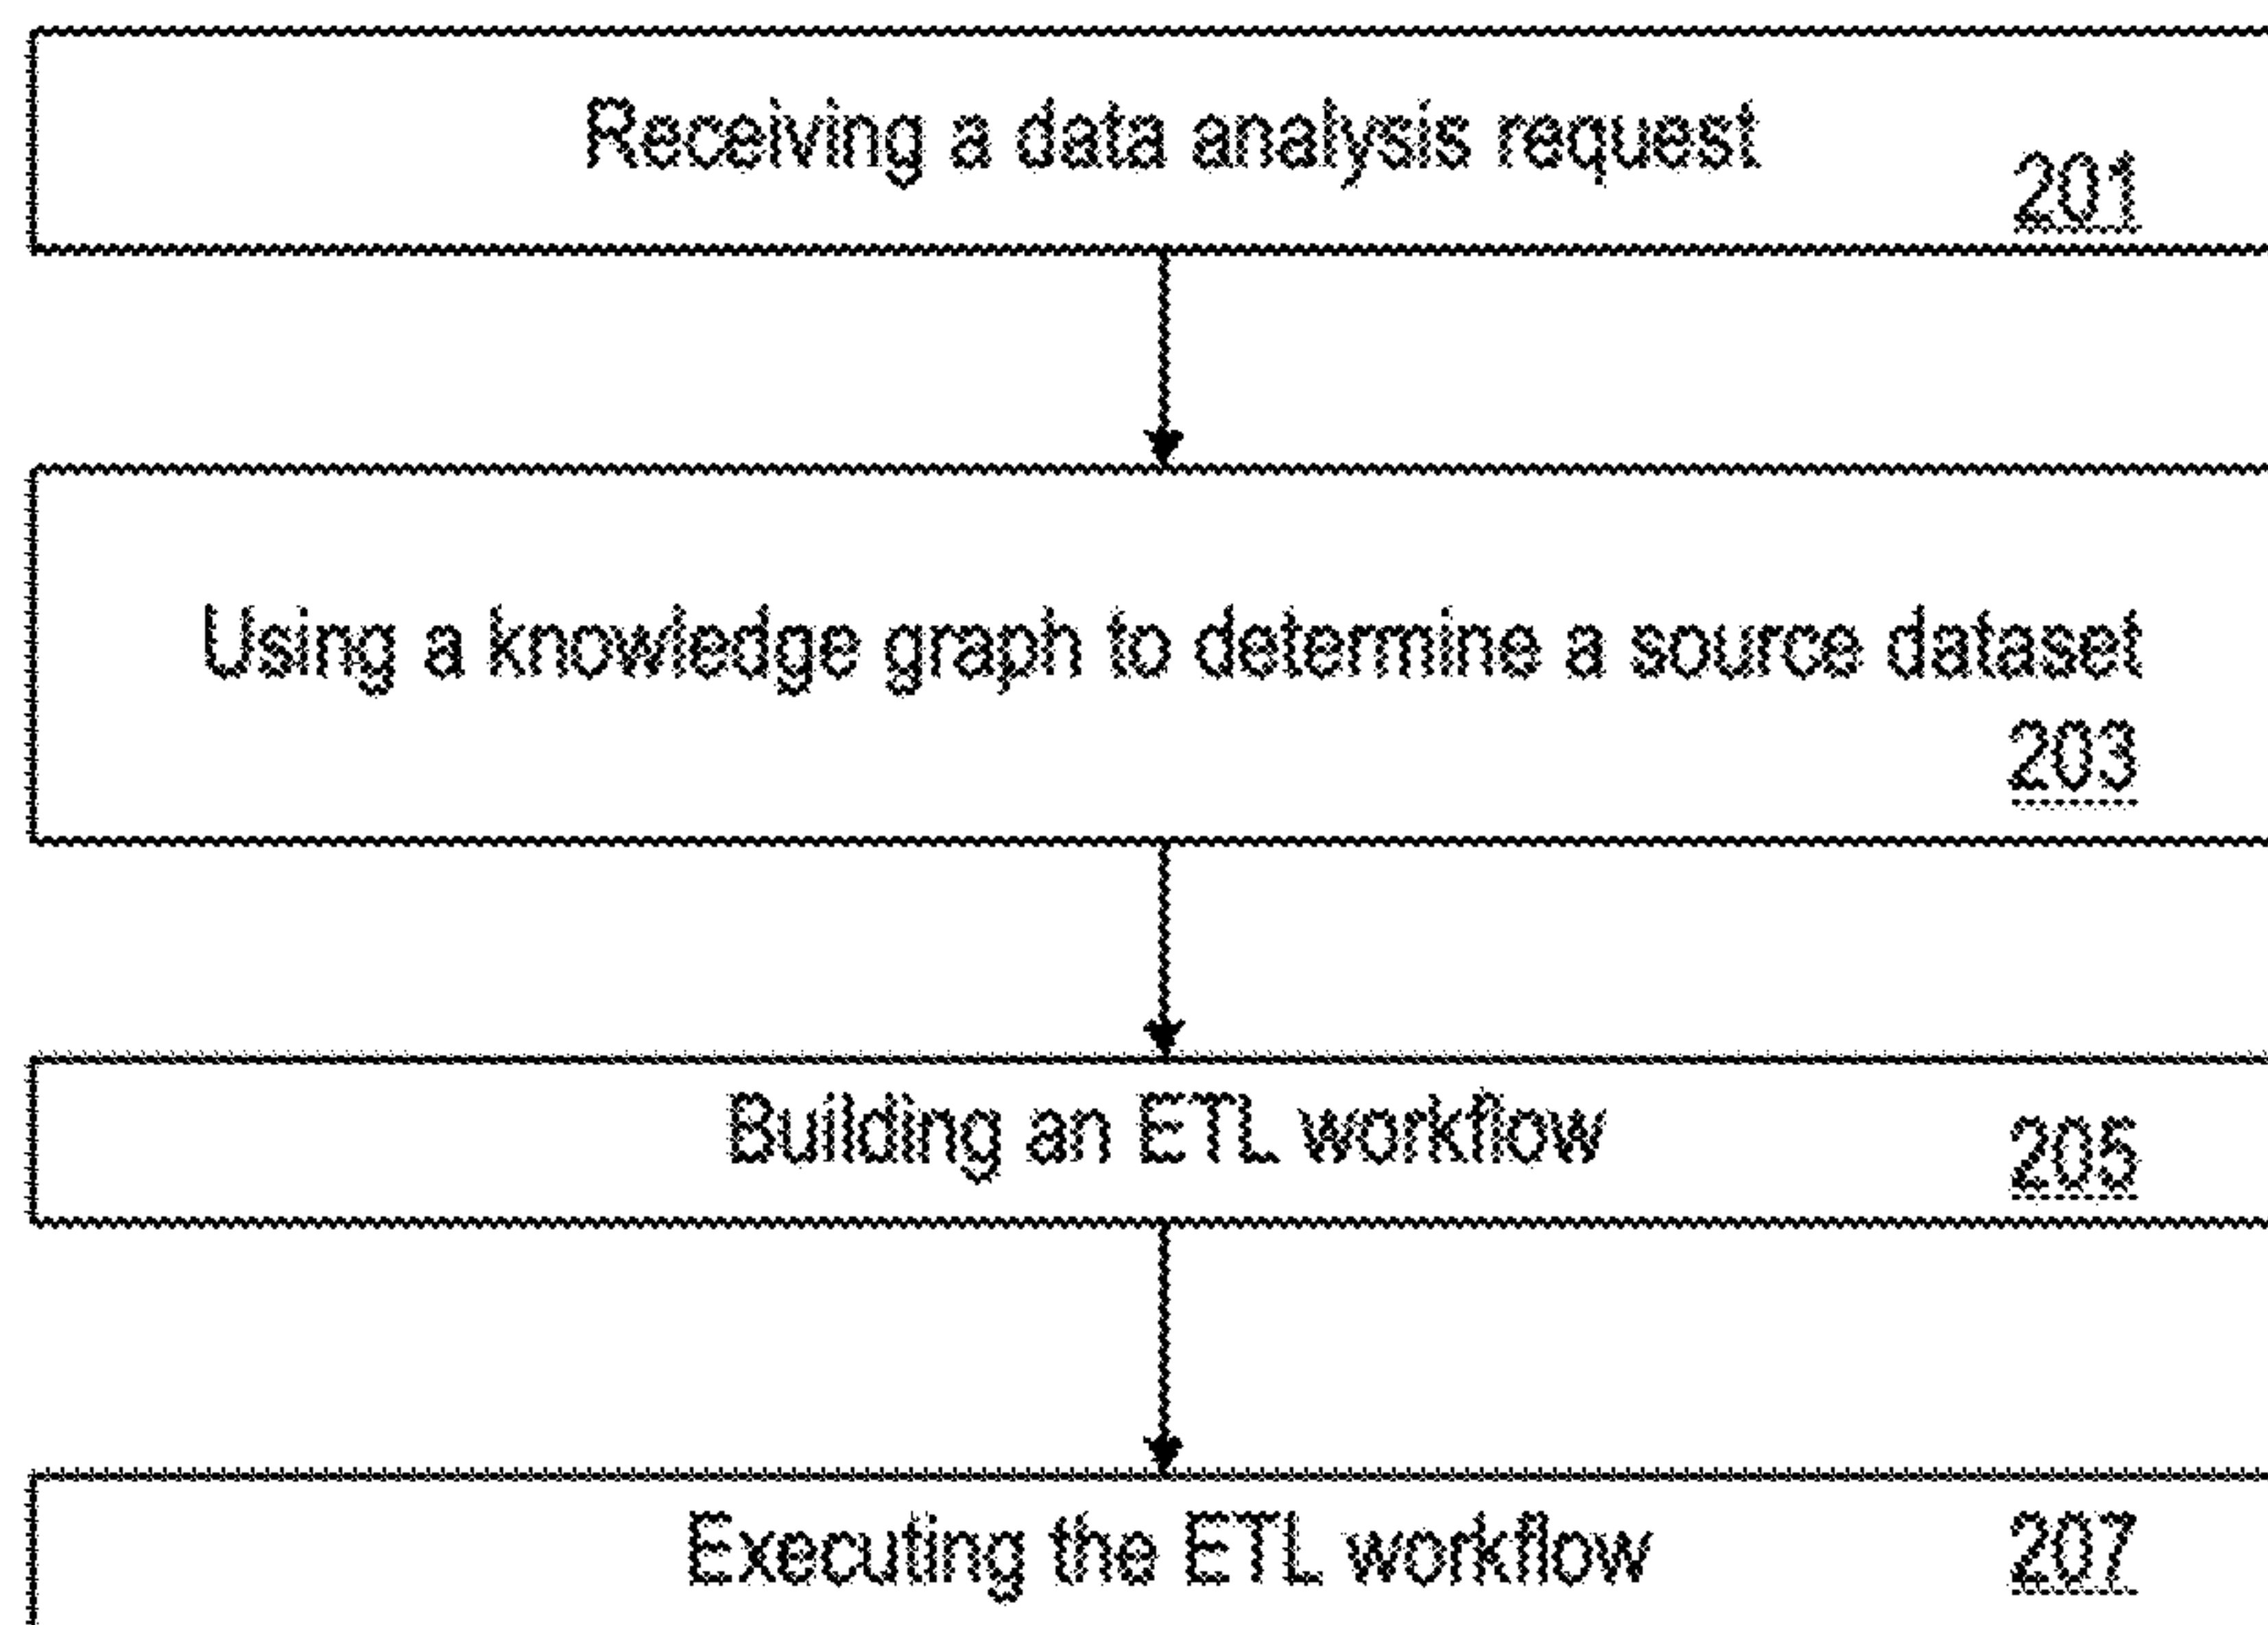 Receiving a data analysis request
201
Using a knowledge graph to determine a source dataset
203
Building an ETL workflow
205
Executing the ETL workflow
207